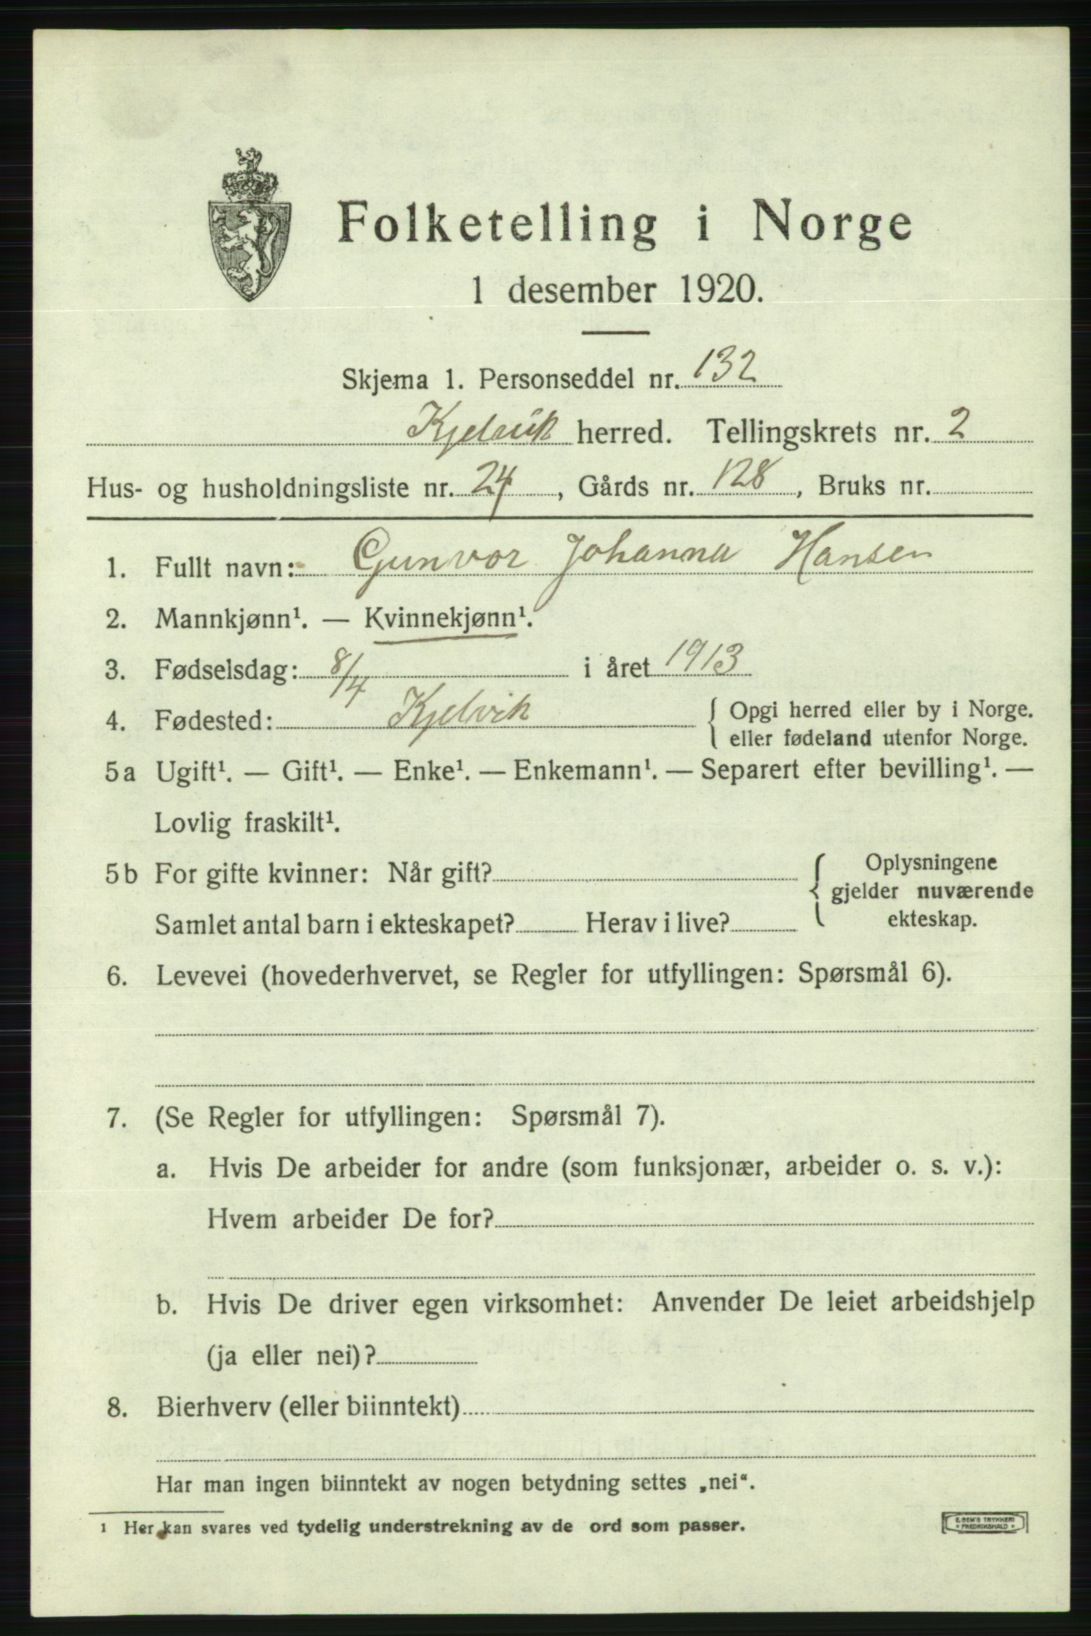 Folketelling i Norge
1 desember 1920.
Skjema 1. Personseddel nr. 132
Kjelvik herred. Tellingskrets nr. 2
Hus- og husholdningsliste nr. 24, Gårds nr. 128, Bruks nr.
1. Fullt navn: Gunvor Johanna Hansen
2. Mannkjønn¹. — Kvinnekjønn¹.
3. Fødselsdag: 8/4 i året 1913
4. Fødested: Kjelvik { Opgi herred eller by i Norge.
eller fødeland utenfor Norge.
5a Ugift¹. — Gift¹. — Enke¹. — Enkemann¹. — Separert efter bevilling¹. —
Lovlig fraskilt¹.
5b For gifte kvinner: Når gift? { Oplysningene
gjelder nuværende
Samlet antal barn i ekteskapet? Herav i live? ekteskap.
6. Levevei (hovederhvervet, se Regler for utfyllingen: Spørsmål 6).
7. (Se Regler for utfyllingen: Spørsmål 7).
a. Hvis De arbeider for andre (som funksjonær, arbeider o. s. v.):
Hvem arbeider De for?
b. Hvis De driver egen virksomhet: Anvender De leiet arbeidshjelp
(ja eller nei)?
8. Bierhverv (eller biinntekt)
Har man ingen biinntekt av nogen betydning settes „nei“.
¹ Her kan svares ved tydelig understrekning av de ord som passer.
E. SEM'S TRYKKERI
FREDRIKSHALD